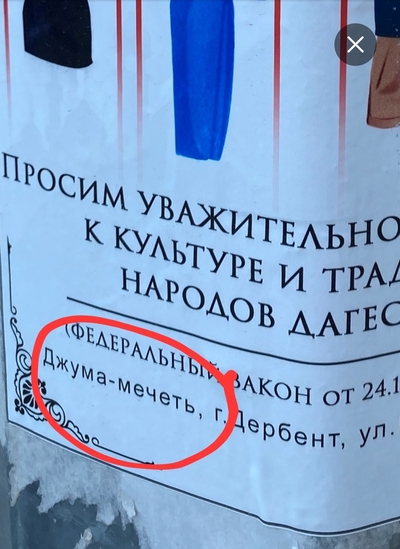 ПРОСИМ УВАЖИТЕЛЬНО
К КУЛЬТУРЕ И ТРАД
НАРОДОВ ДАГЕС
(ФЕДЕРАЛЬНЫЙ ЗАКОН ОТ 24.1
Джума-мечеть, г.Дербент, ул.